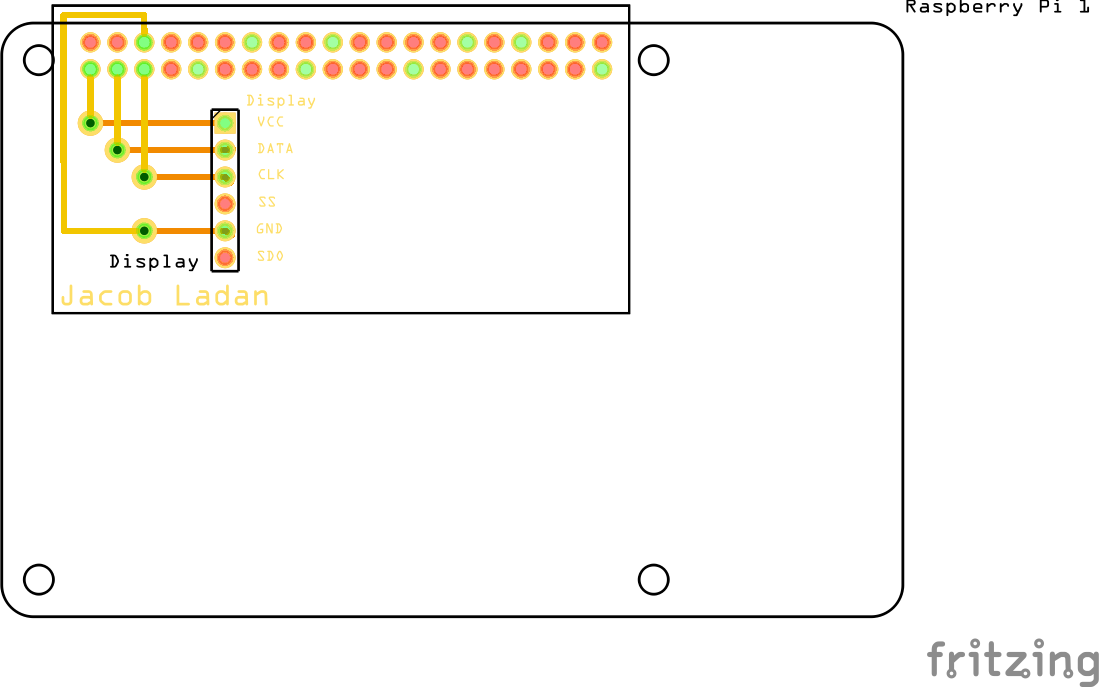 Raspberry Pi 1
Display
VCC
DATA
CLK
SS
GND
SDO
Display
Jacob Ladan
fritzing